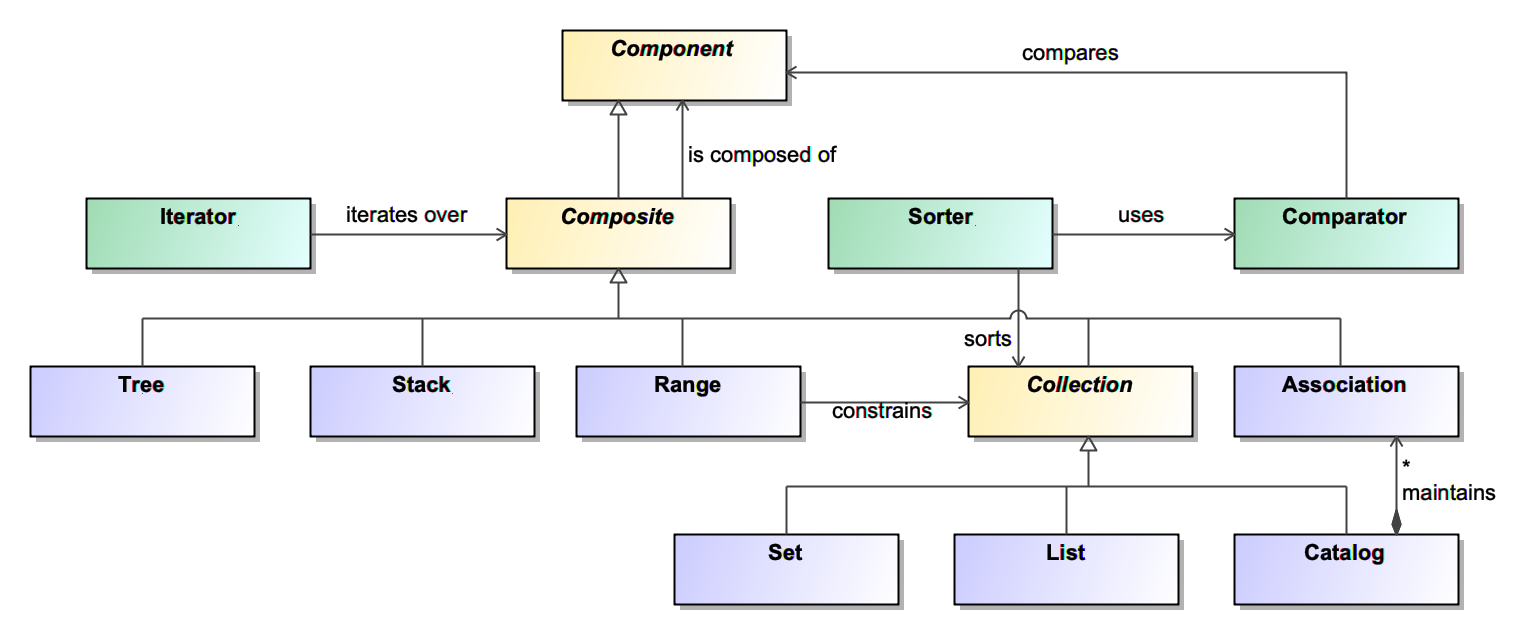 Component
compares
is composed of
Iterator
iterates over
Composite
Sorter
uses
Comparator
sorts
Tree
Stack
Range
constrains
Collection
Association
*
maintains
Set
List
Catalog